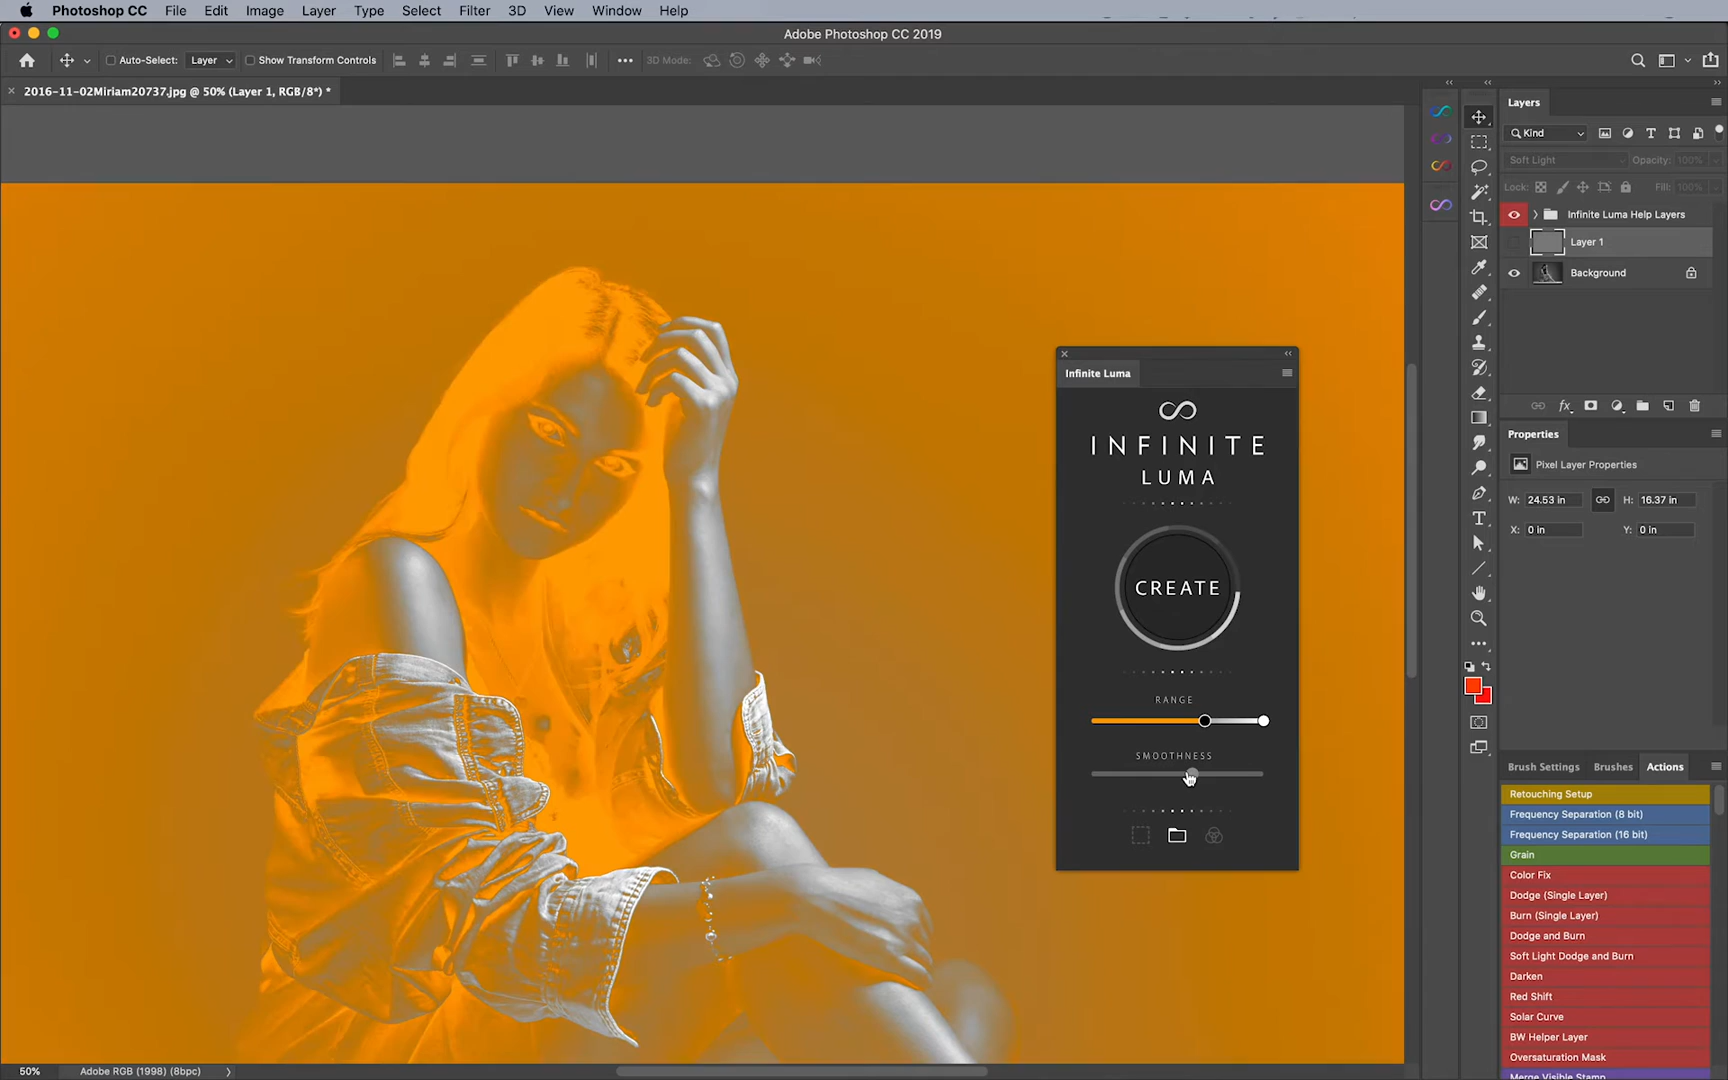 Photoshop CC File Edit Image Layer Type Select Filter 3D View Window Help
Adobe Photoshop CC 2019
Auto-Select: Layer Show Transform Controls 3D Mode:
2016-11-02Miriam20737.jpg @ 50% (Layer 1, RGB/8*) *
Layers
Kind
Soft Light Opacity: 100%
Lock: Fill: 100%
Infinite Luma Help Layers
Layer 1
Background
Infinite Luma
INFINITE
LUMA
CREATE
RANGE
SMOOTHNESS
fx
Properties
Pixel Layer Properties
W: 24.53 in H: 16.37 in
X: 0 in Y: 0 in
Brush Settings Brushes Actions
Retouching Setup
Frequency Separation (8 bit)
Frequency Separation (16 bit)
Grain
Color Fix
Dodge (Single Layer)
Burn (Single Layer)
Dodge and Burn
Soft Light Dodge and Burn
Darken
Red Shift
Solar Curve
BW Helper Layer
Oversaturation Mask
Merge Visible Stamp
50% Adobe RGB (1998) (8bpc)